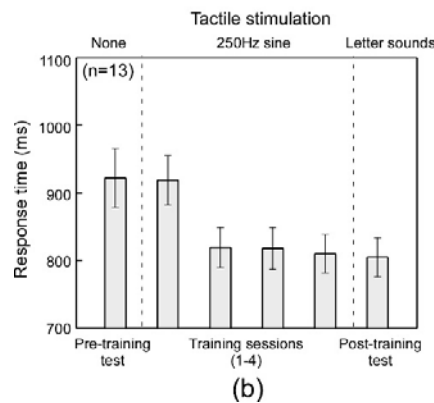 Tactile stimulation
None 250Hz sine Letter sounds
(n=13)
1100
1000
900
800
700
Response time (ms)
Pre-training test
Training sessions (1-4)
Post-training test
(b)